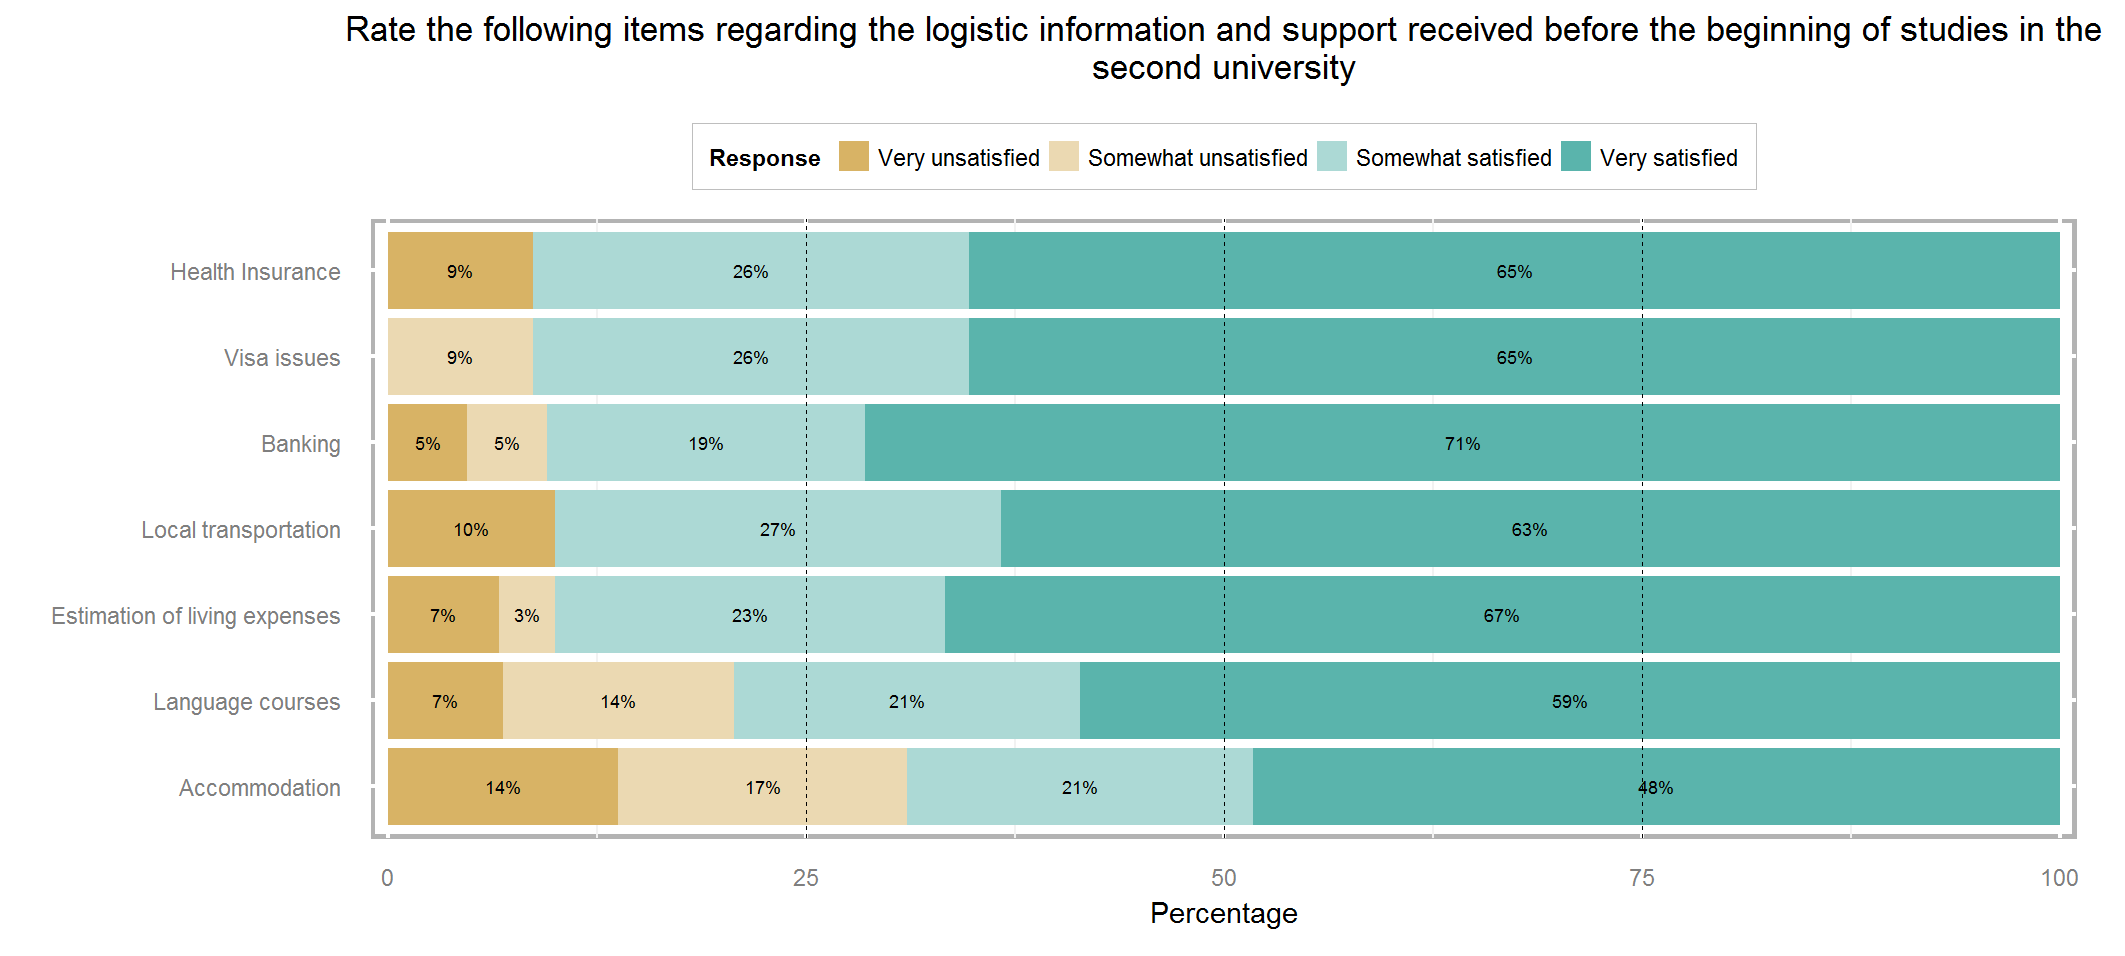 Rate the following items regarding the logistic information and support received before the beginning of studies in the
second university
Response Very unsatisfied Somewhat unsatisfied Somewhat satisfied Very satisfied
Health Insurance 9% 26% 65%
Visa issues 9% 26% 65%
Banking 5% 5% 19% 71%
Local transportation 10% 27% 63%
Estimation of living expenses 7% 3% 23% 67%
Language courses 7% 14% 21% 59%
Accommodation 14% 17% 21% 48%
0 25 50 75 100
Percentage